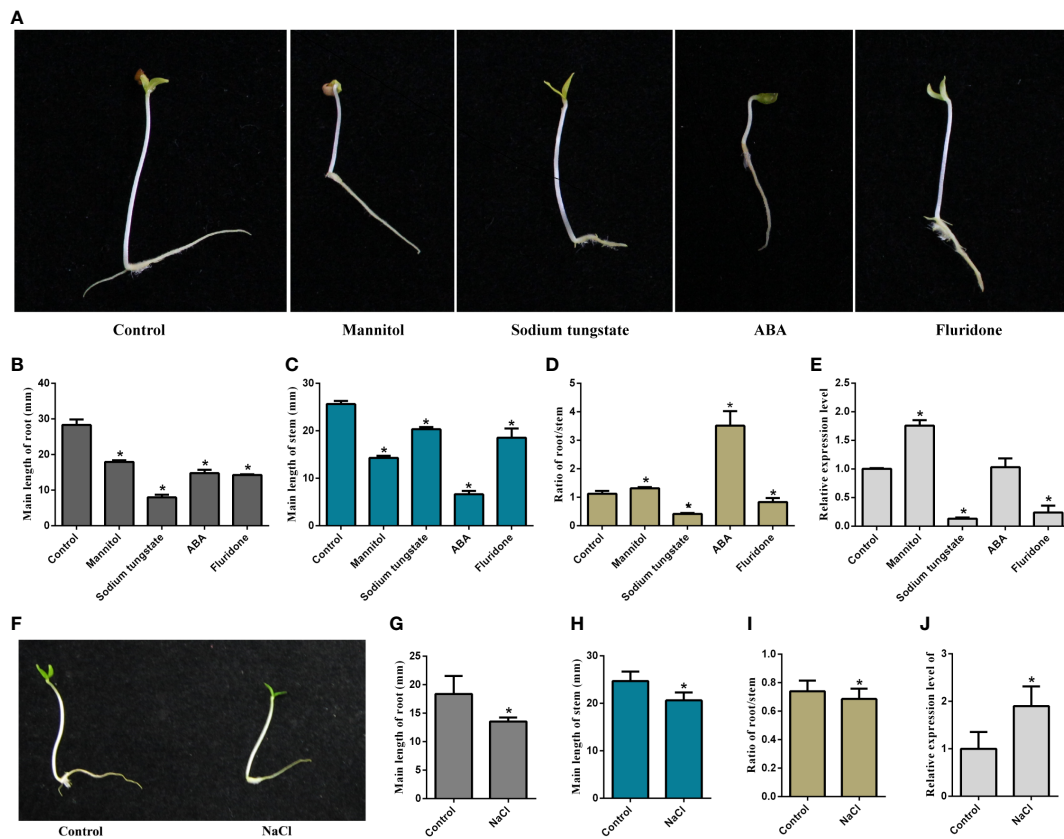 A
Control Mannitol Sodium tungstate ABA Fluridone
B
Main length of root (mm)
40
30
20
10
0
Control
Mannitol
Sodium tungstate
ABA
Fluridone
*
*
*
*
C
Main length of stem (mm)
30
20
10
0
Control
Mannitol
Sodium tungstate
ABA
Fluridone
*
*
*
*
D
Ratio of root/stem
5
4
3
2
1
0
Control
Mannitol
Sodium tungstate
ABA
Fluridone
*
*
*
*
E
Relative expression level
2.5
2.0
1.5
1.0
0.5
0.0
Control
Mannitol
Sodium tungstate
ABA
Fluridone
*
*
*
F
Control NaCl
G
Main length of root (mm)
25
20
15
10
5
0
Control
NaCl
*
H
Main length of stem (mm)
30
20
10
0
Control
NaCl
*
I
Ratio of root/stem
1.0
0.8
0.6
0.4
0.2
0.0
Control
NaCl
*
J
Relative expression level of
3
2
1
0
Control
NaCl
*